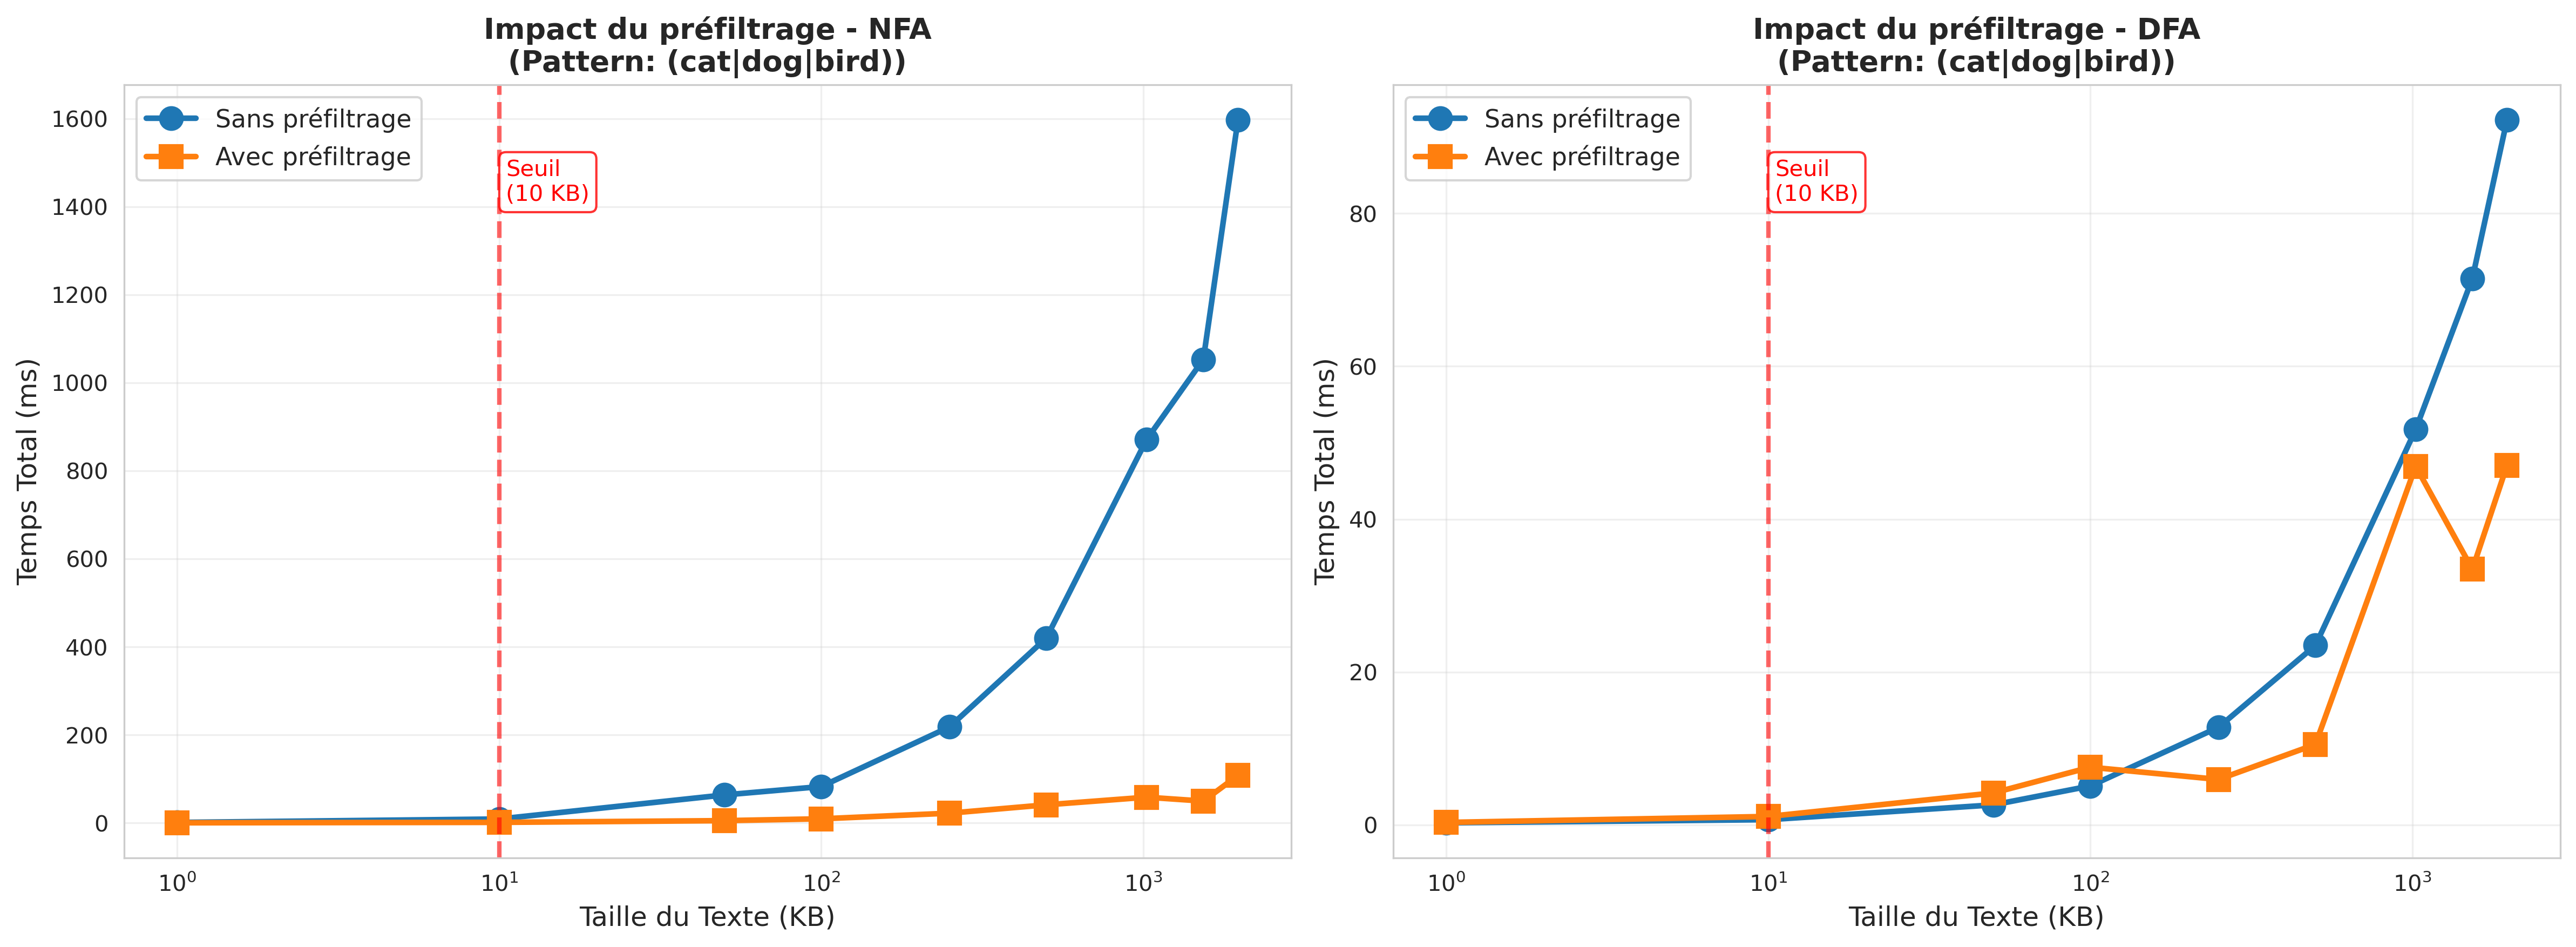 Impact du préfiltrage - NFA
(Pattern: (cat|dog|bird))
Sans préfiltrage
Avec préfiltrage
Seuil
(10 KB)
Temps Total (ms)
1600
1400
1200
1000
800
600
400
200
0
10⁰
10¹
10²
10³
Taille du Texte (KB)
Impact du préfiltrage - DFA
(Pattern: (cat|dog|bird))
Sans préfiltrage
Avec préfiltrage
Seuil
(10 KB)
Temps Total (ms)
80
60
40
20
0
10⁰
10¹
10²
10³
Taille du Texte (KB)